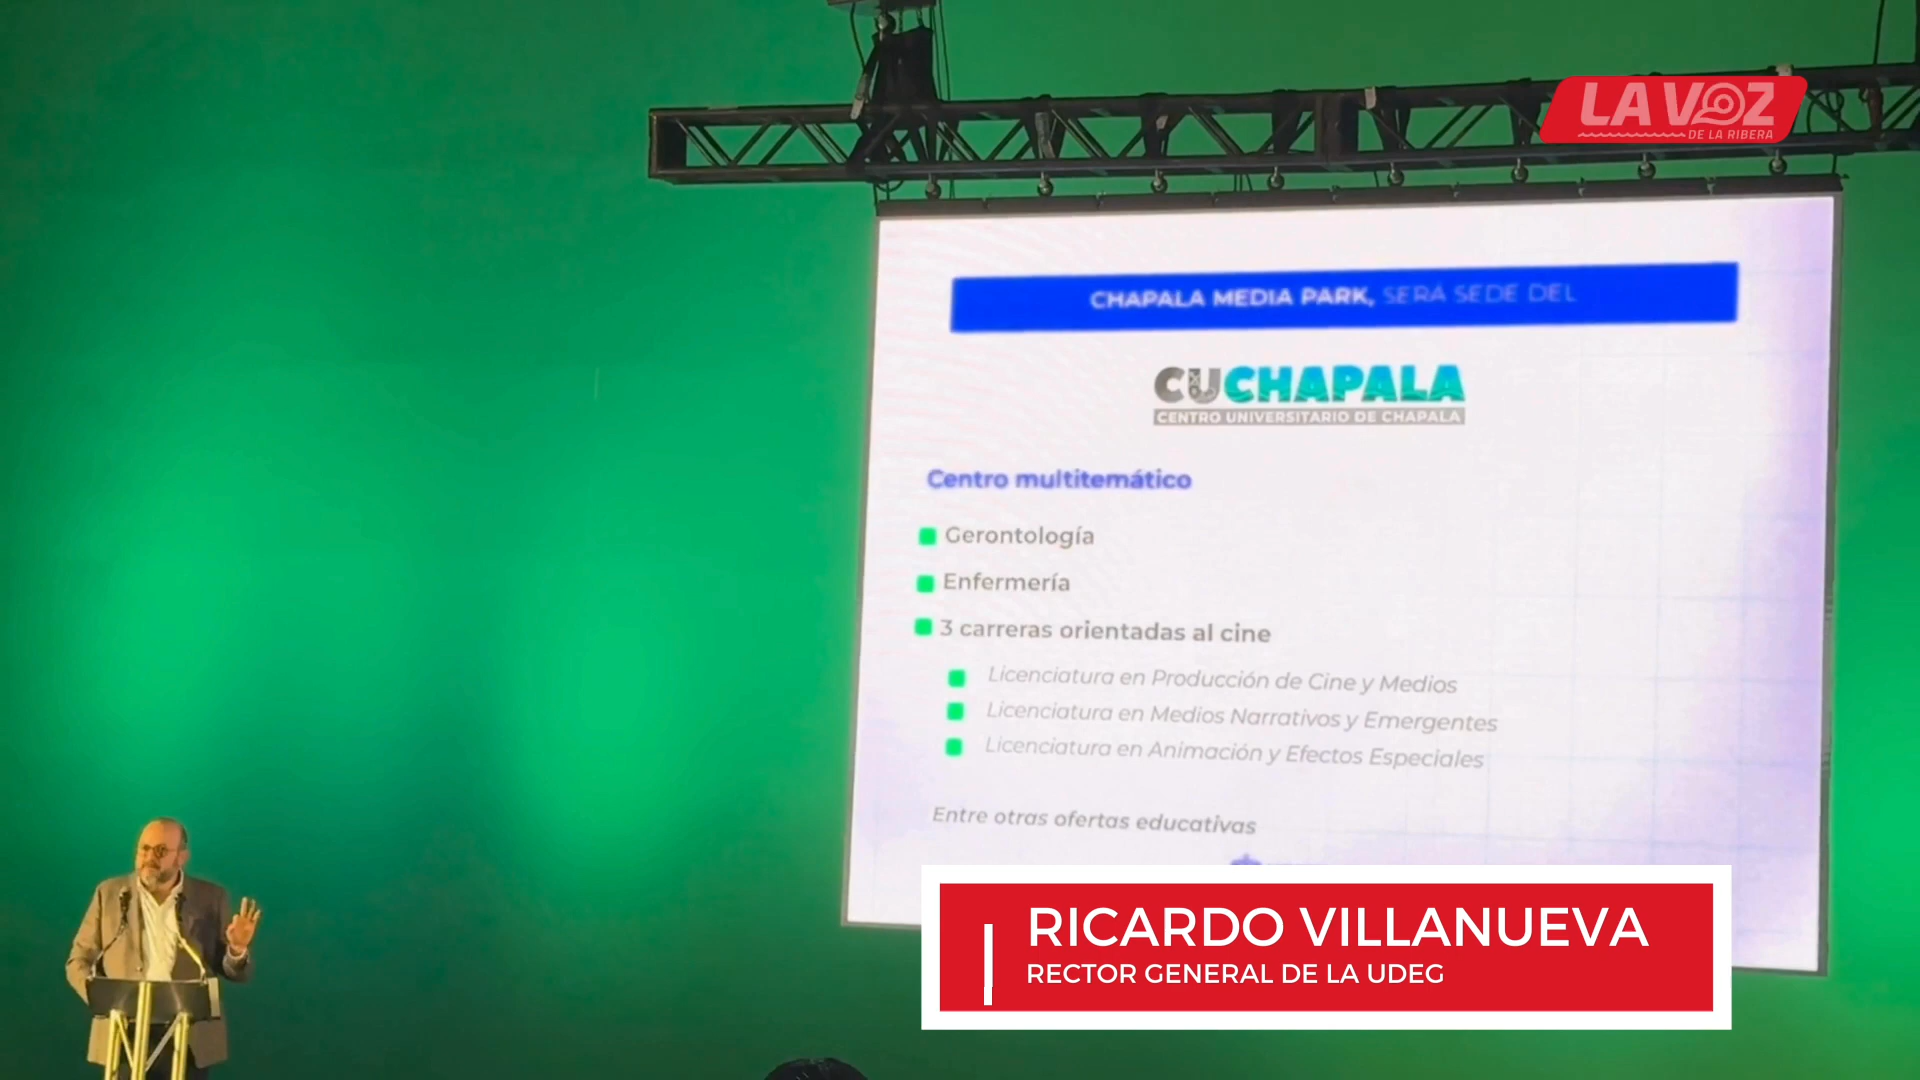 LA VOZ
DE LA RIBERA
CHAPALA MEDIA PARK, SERÁ SEDE DEL
CUCHAPALA
CENTRO UNIVERSITARIO DE CHAPALA
Centro multitemático
Gerontología
Enfermería
3 carreras orientadas al cine
Licenciatura en Producción de Cine y Medios
Licenciatura en Medios Narrativos y Emergentes
Licenciatura en Animación y Efectos Especiales
Entre otras ofertas educativas
RICARDO VILLANUEVA
RECTOR GENERAL DE LA UDEG